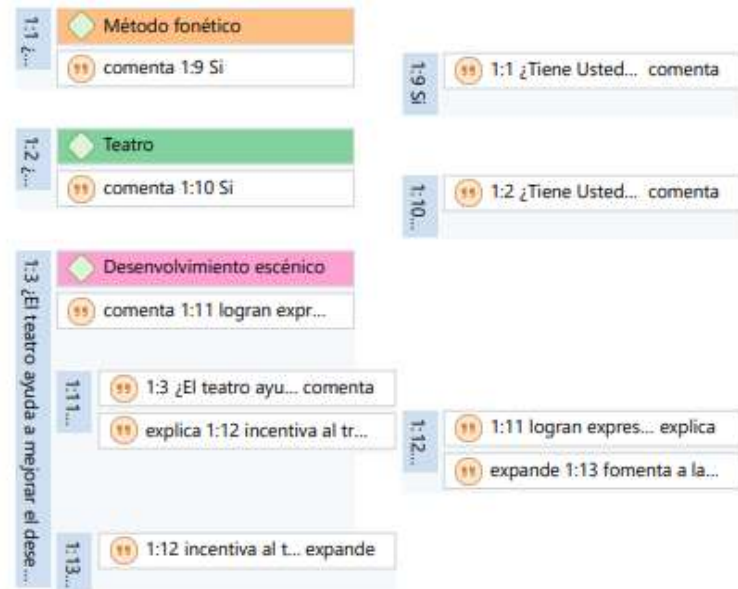 1:1 ¿...
Método fonético
comenta 1:9 Si
1:9 Si
1:1 ¿Tiene Usted... comenta
1:2 ¿...
Teatro
comenta 1:10 Si
1:10...
1:2 ¿Tiene Usted... comenta
1:3 ¿El teatro ayuda a mejorar el dese...
Desenvolvimiento escénico
comenta 1:11 logran expr...
1:11...
1:3 ¿El teatro ayu... comenta
explica 1:12 incentiva al tr...
1:12...
1:11 logran expres... explica
expande 1:13 fomenta a la...
1:13...
1:12 incentiva al t... expande